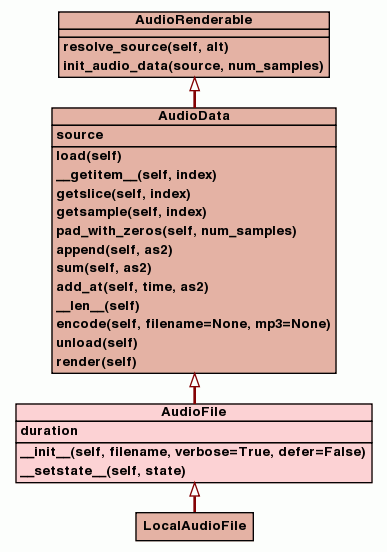 AudioRenderable
resolve_source(self, alt)
init_audio_data(source, num_samples)
AudioData
source
load(self)
__getitem__(self, index)
getslice(self, index)
getsample(self, index)
pad_with_zeros(self, num_samples)
append(self, as2)
sum(self, as2)
add_at(self, time, as2)
__len__(self)
encode(self, filename=None, mp3=None)
unload(self)
render(self)
AudioFile
duration
__init__(self, filename, verbose=True, defer=False)
__setstate__(self, state)
LocalAudioFile